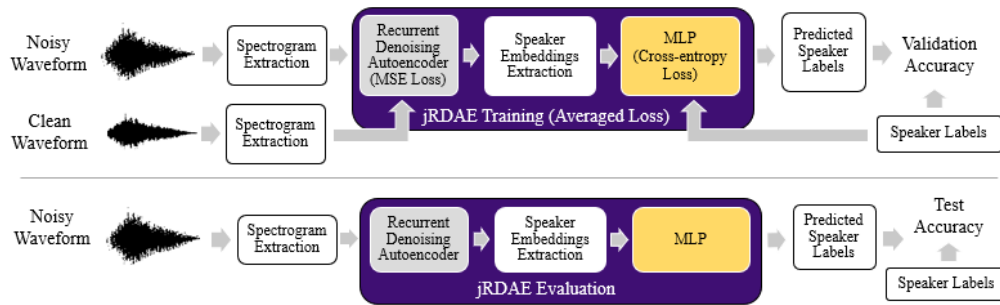 Noisy
Waveform
Spectrogram
Extraction
Recurrent
Denoising
Autoencoder
(MSE Loss)
Speaker
Embeddings
Extraction
MLP
(Cross-entropy
Loss)
Predicted
Speaker
Labels
Validation
Accuracy
jRDAE Training (Averaged Loss)
Clean
Waveform
Spectrogram
Extraction
Speaker Labels
Noisy
Waveform
Spectrogram
Extraction
Recurrent
Denoising
Autoencoder
Speaker
Embeddings
Extraction
MLP
Predicted
Speaker
Labels
Test
Accuracy
jRDAE Evaluation
Speaker Labels